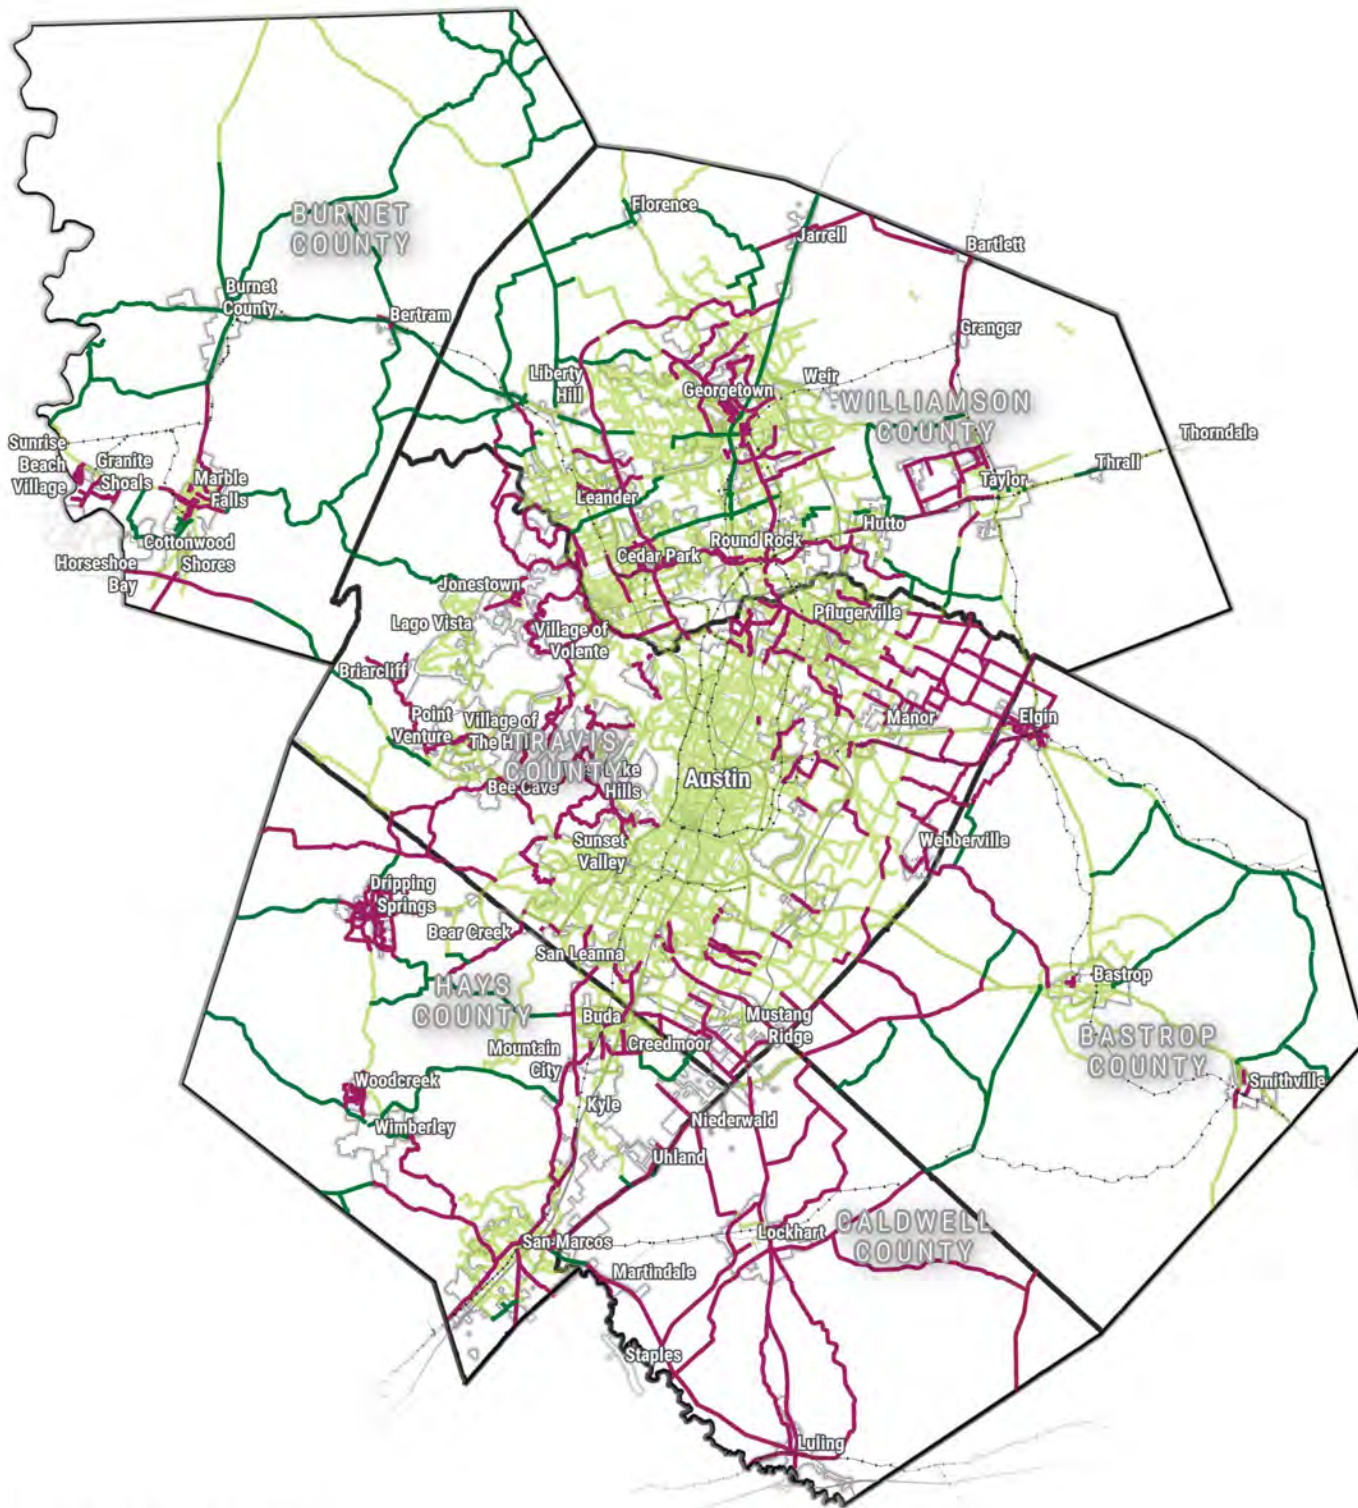 Florence
BURNET
COUNTY
Jarrell
Bartlett
Burnet
County
Bertram
Granger
Liberty
Hill
Georgetown
Weir
WILLIAMSON
COUNTY
Thorndale
Sunrise
Beach
Village
Granite
Shoals
Marble
Falls
Thrall
Taylor
Leander
Hutto
Cottonwood
Shores
Round Rock
Cedar Park
Horseshoe
Bay
Jonestown
Pflugerville
Lago Vista
Village of
Volente
Briarcliff
Point
Venture
Village of
The Hills
Manor
Elgin
TRAVIS
COUNTY
Lake
Hills
Austin
Bee Cave
Sunset
Valley
Webberville
Dripping
Springs
Bear Creek
San Leanna
Bastrop
HAYS
COUNTY
Buda
Mustang
Ridge
Creedmoor
BASTROP
COUNTY
Mountain
City
Woodcreek
Smithville
Kyle
Wimberley
Niederwald
Uhland
CALDWELL
COUNTY
Lockhart
San Marcos
Martindale
Staples
Luling